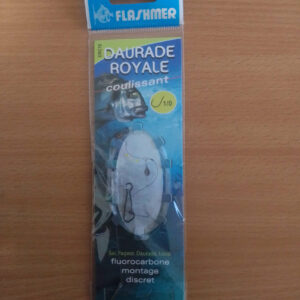 FLASHMER
DAURADE
ROYALE
coulissant
1/0
fluorocarbone
montage
discret